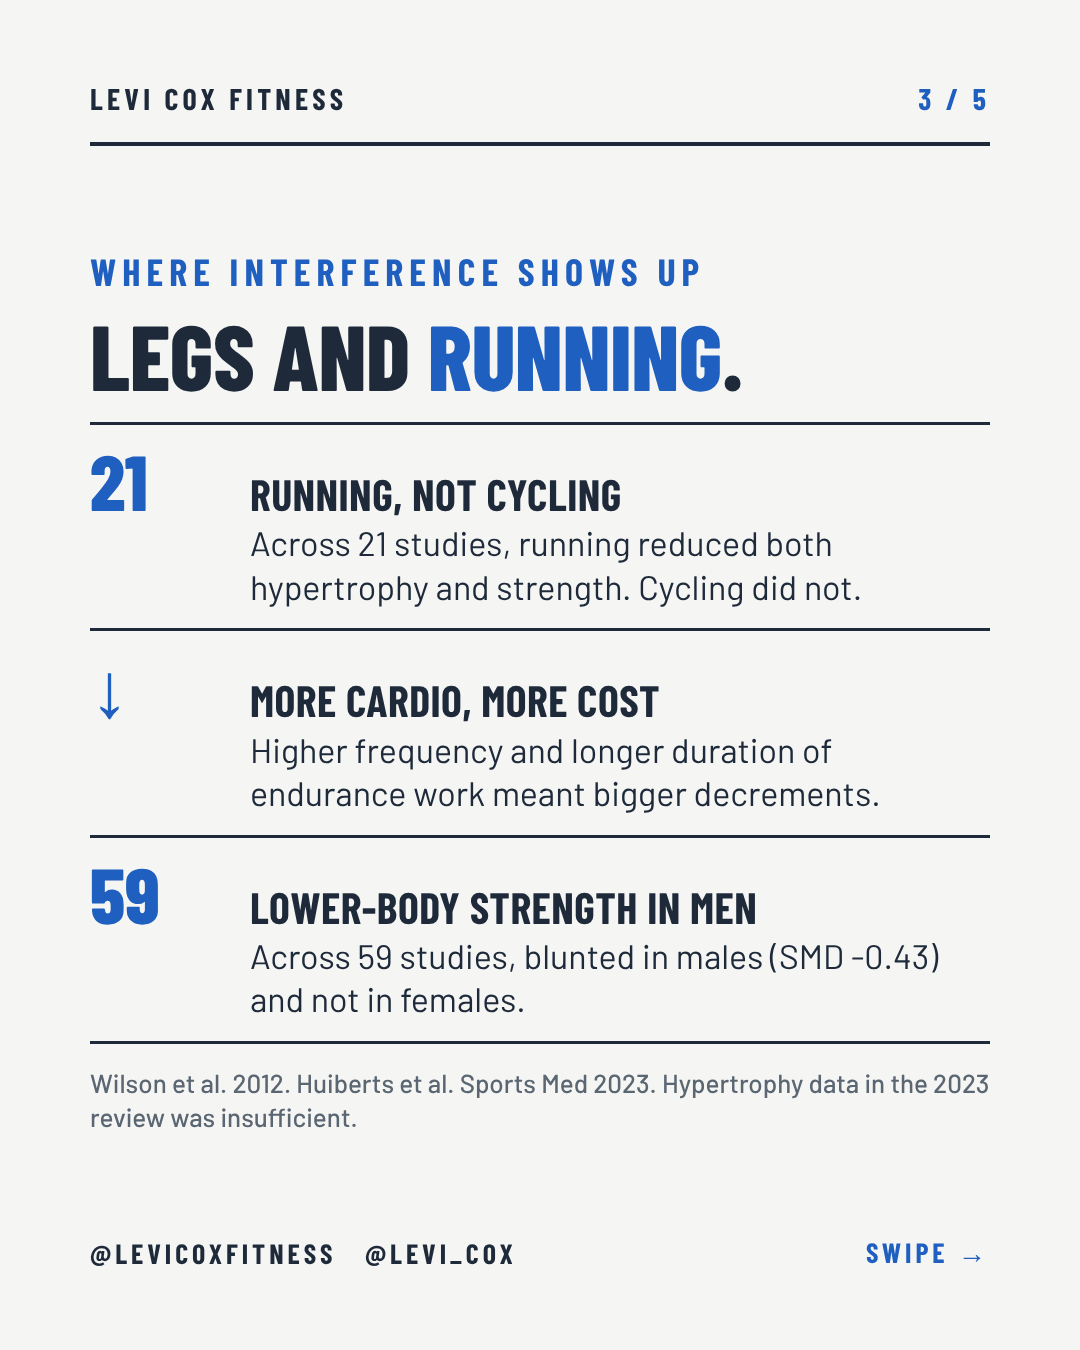 LEVI COX FITNESS
3 / 5
WHERE INTERFERENCE SHOWS UP
LEGS AND RUNNING.
21
RUNNING, NOT CYCLING
Across 21 studies, running reduced both
hypertrophy and strength. Cycling did not.
↓
MORE CARDIO, MORE COST
Higher frequency and longer duration of
endurance work meant bigger decrements.
59
LOWER-BODY STRENGTH IN MEN
Across 59 studies, blunted in males (SMD -0.43)
and not in females.
Wilson et al. 2012. Huiberts et al. Sports Med 2023. Hypertrophy data in the 2023
review was insufficient.
@LEVICOXFITNESS @LEVI_COX
SWIPE →